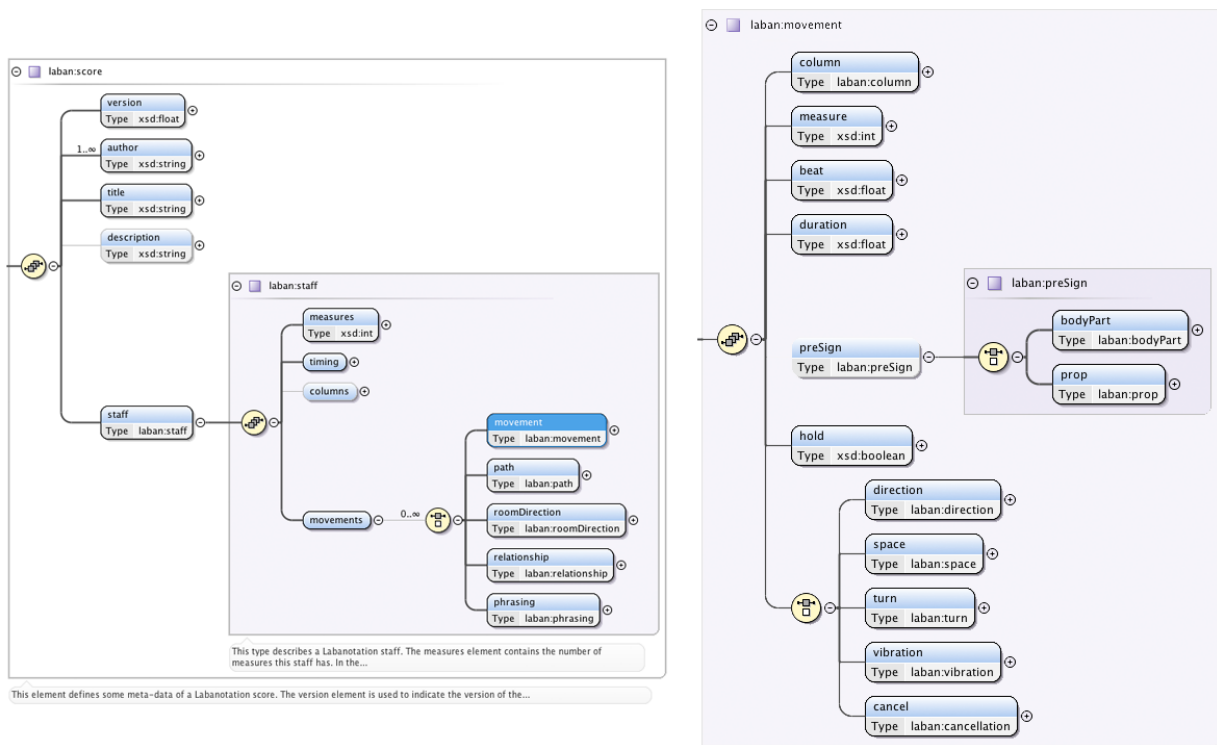 laban:score
version
Type xsd:float
1..∞
author
Type xsd:string
title
Type xsd:string
description
Type xsd:string
laban:staff
measures
Type xsd:int
timing
columns
staff
Type laban:staff
movement
Type laban:movement
path
Type laban:path
movements
0..∞
roomDirection
Type laban:roomDirection
relationship
Type laban:relationship
phrasing
Type laban:phrasing
This type describes a Labanotation staff. The measures element contains the number of
measures this staff has. In the...
This element defines some meta-data of a Labanotation score. The version element is used to indicate the version of the...
laban:movement
column
Type laban:column
measure
Type xsd:int
beat
Type xsd:float
duration
Type xsd:float
preSign
Type laban:preSign
laban:preSign
bodyPart
Type laban:bodyPart
prop
Type laban:prop
hold
Type xsd:boolean
direction
Type laban:direction
space
Type laban:space
turn
Type laban:turn
vibration
Type laban:vibration
cancel
Type laban:cancellation